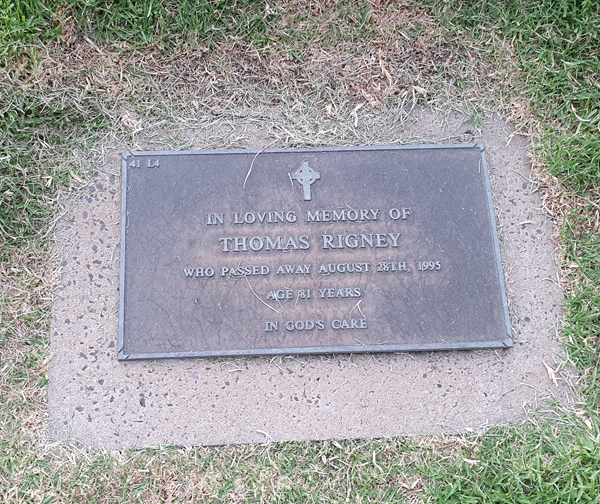 41 L4
IN LOVING MEMORY OF
THOMAS RIGNEY
WHO PASSED AWAY AUGUST 28TH, 1995
AGE 81 YEARS
IN GOD'S CARE